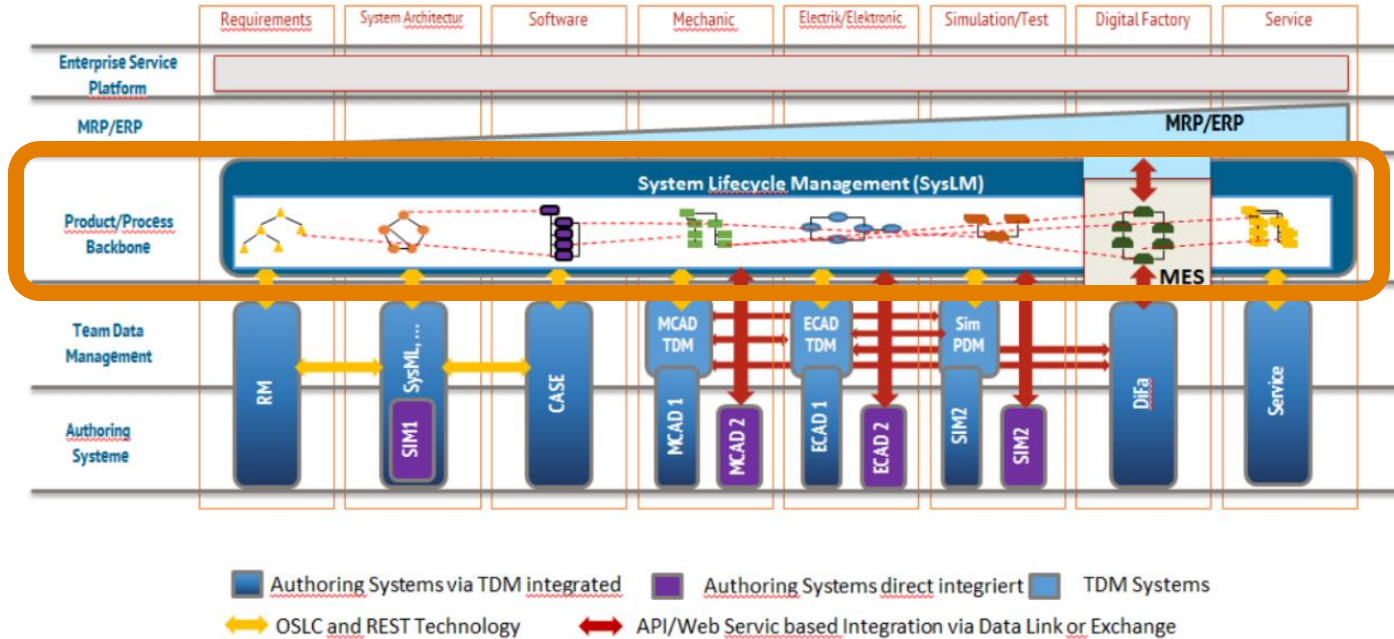 Requirements
System Architectur
Software
Mechanic
Electrik/Elektronic
Simulation/Test
Digital Factory
Service
Enterprise Service
Platform
MRP/ERP
MRP/ERP
System Lifecycle Management (SysLM)
Product/Process
Backbone
MES
Team Data
Management
MCAD
TDM
ECAD
TDM
Sim
PDM
RM
SysML, ...
CASE
DiFa
Service
Authoring
Systeme
SIM1
MCAD 1
MCAD 2
ECAD 1
ECAD 2
SIM2
SIM2
Authoring Systems via TDM integrated
Authoring Systems direct integriert
TDM Systems
OSLC and REST Technology
API/Web Servic based Integration via Data Link or Exchange